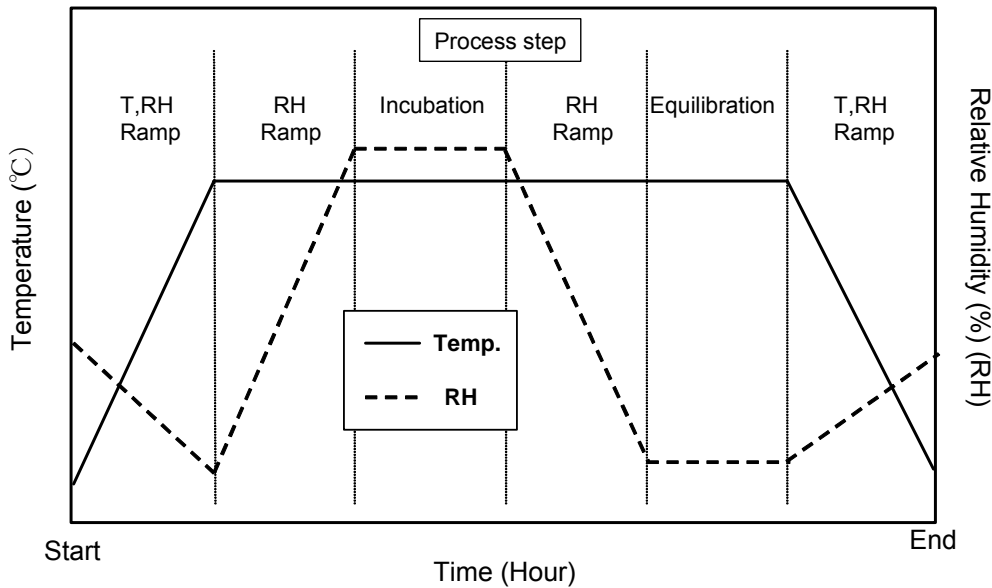 Process step
T,RH
Ramp
RH
Ramp
Incubation
RH
Ramp
Equilibration
T,RH
Ramp
Temperature (℃)
Relative Humidity (%) (RH)
Temp.
RH
Start
End
Time (Hour)